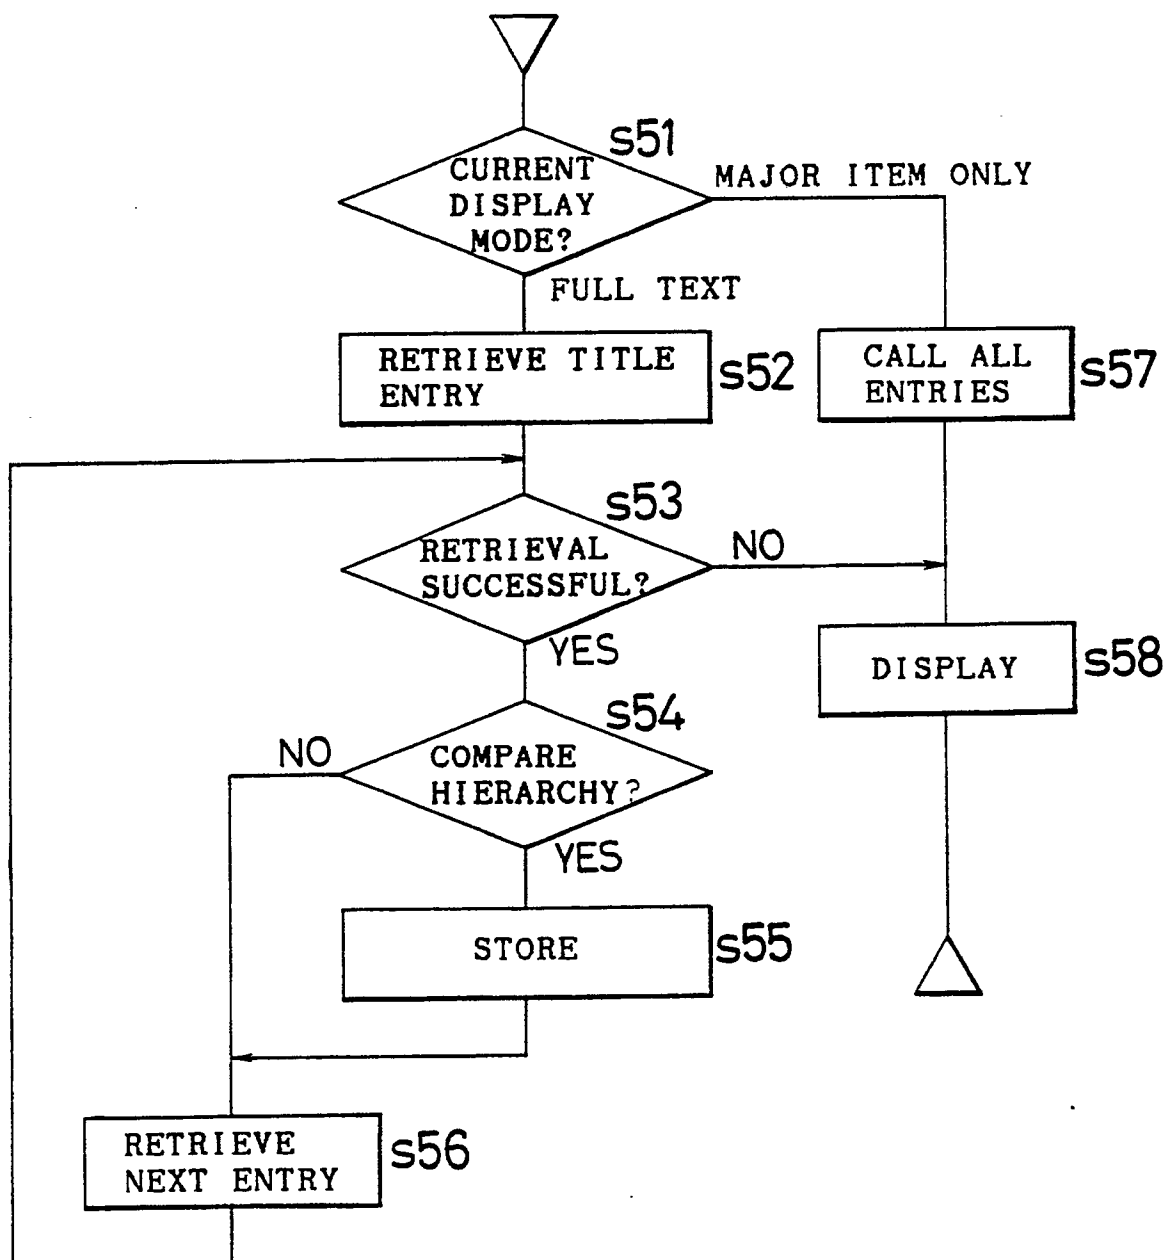 s51
CURRENT
DISPLAY
MODE?
MAJOR ITEM ONLY
FULL TEXT
RETRIEVE TITLE
ENTRY
s52
CALL ALL
ENTRIES
s57
s53
RETRIEVAL
SUCCESSFUL?
NO
YES
DISPLAY
s58
s54
COMPARE
HIERARCHY?
NO
YES
STORE
s55
RETRIEVE
NEXT ENTRY
s56